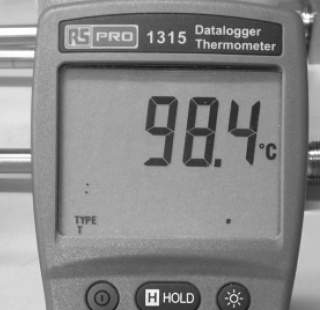 RS PRO 1315 Datalogger
Thermometer
98.4 °C
:
TYPE
T
H HOLD